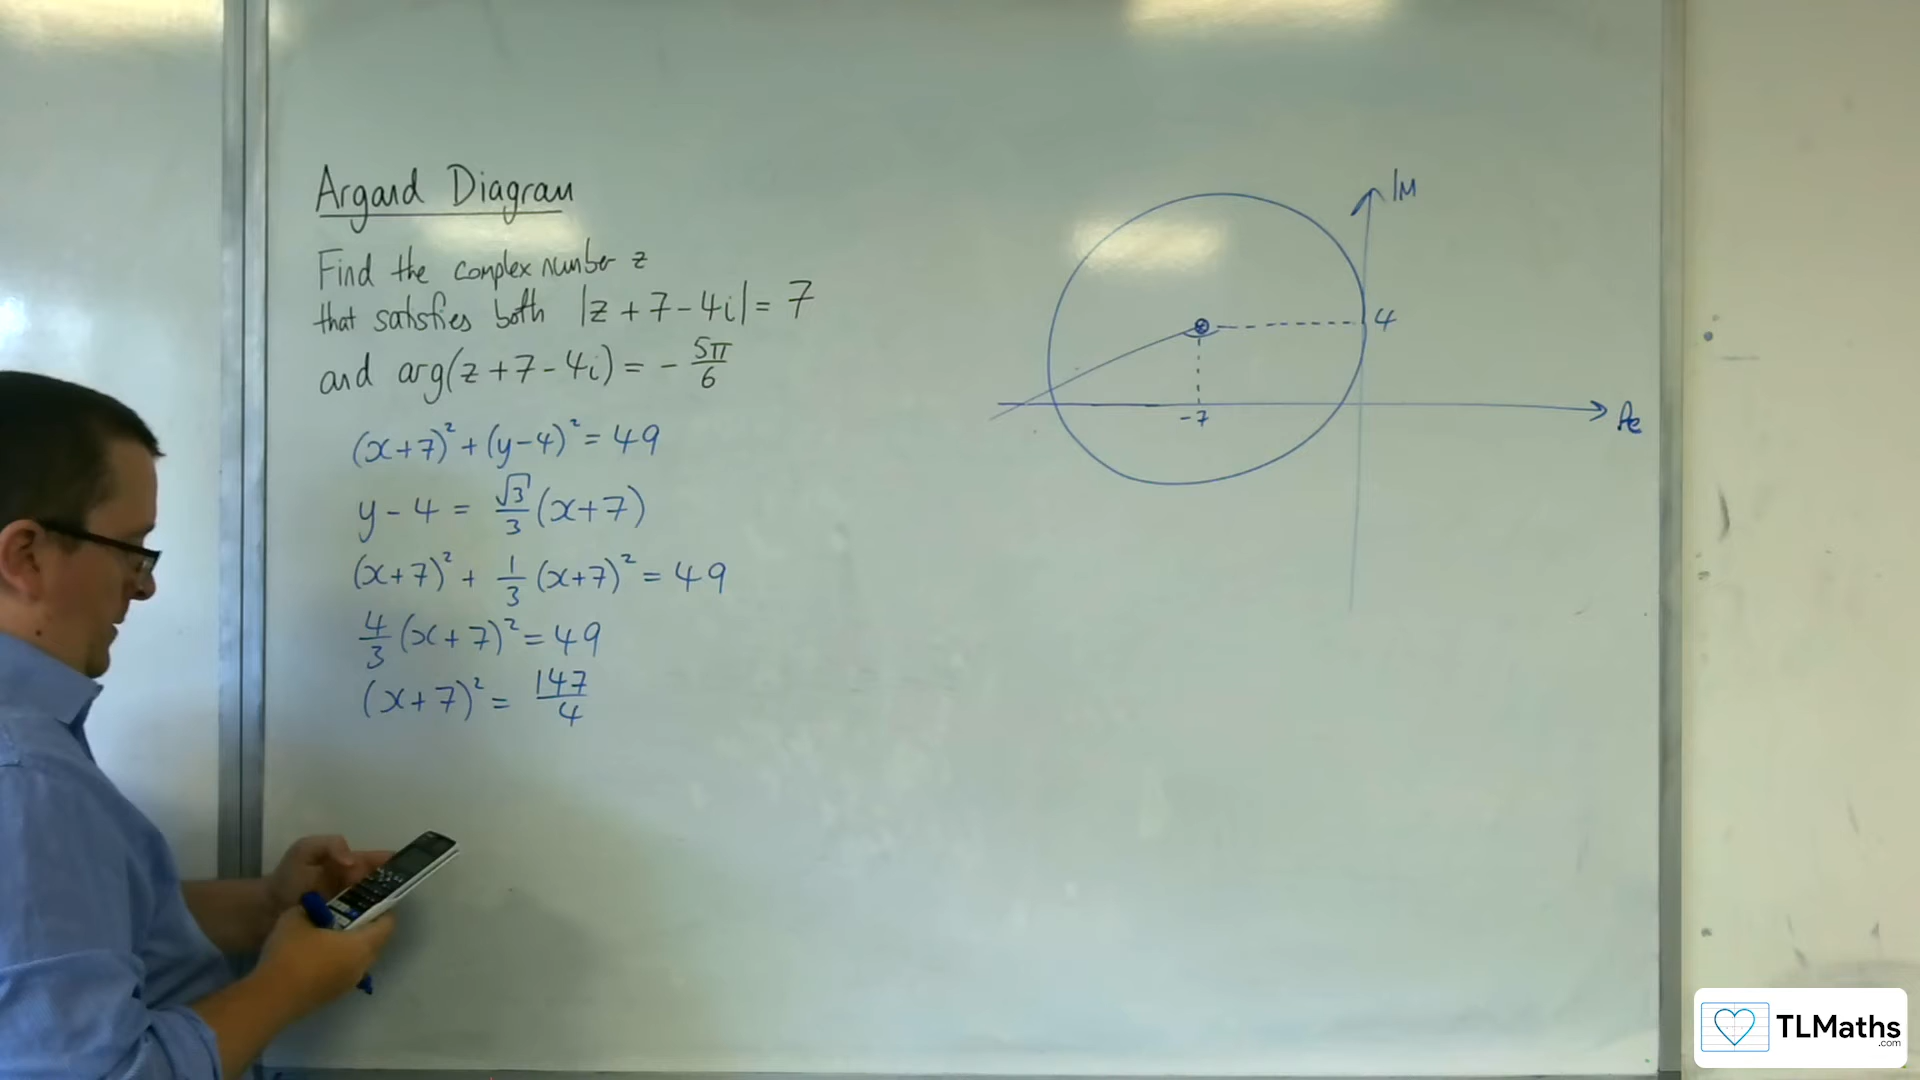 Argand Diagram
Find the complex number z
that satisfies both |z + 7 - 4i| = 7
and arg(z + 7 - 4i) = - 5π/6
(x+7)² + (y-4)² = 49
y - 4 = √3/3 (x+7)
(x+7)² + 1/3 (x+7)² = 49
4/3 (x+7)² = 49
(x+7)² = 147/4
Im
4
-7
Re
TLMaths
.com